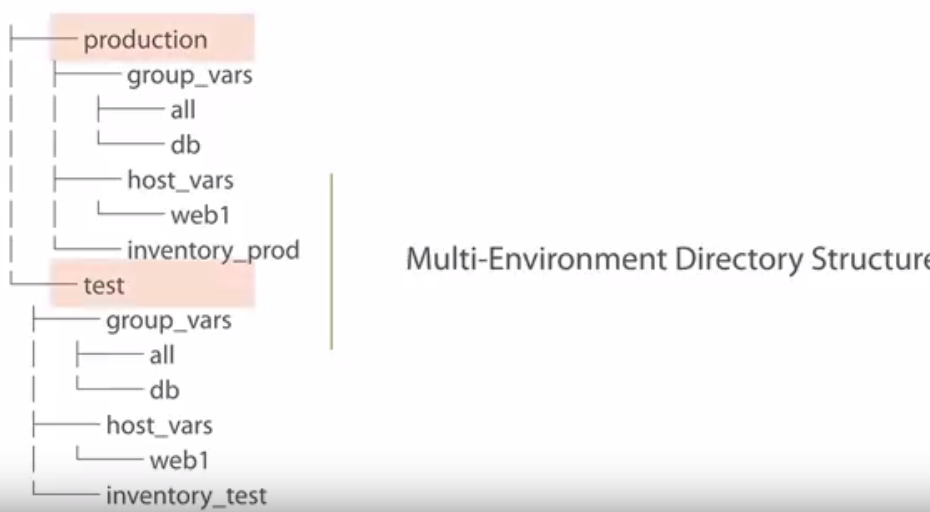 production
group_vars
all
db
host_vars
web1
inventory_prod
test
group_vars
all
db
host_vars
web1
inventory_test
Multi-Environment Directory Structure